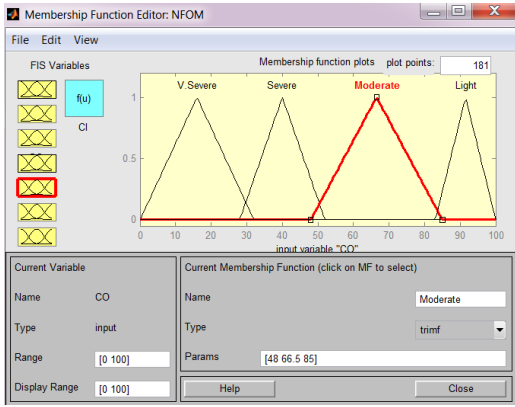 Membership Function Editor: NFOM
File Edit View
FIS Variables
f(u)
CI
Membership function plots
plot points: 181
V.Severe Severe Moderate Light
1
0.5
0
0 10 20 30 40 50 60 70 80 90 100
input variable "CO"
Current Variable
Name CO
Type input
Range [0 100]
Display Range [0 100]
Current Membership Function (click on MF to select)
Name Moderate
Type trimf
Params [48 66.5 85]
Help Close